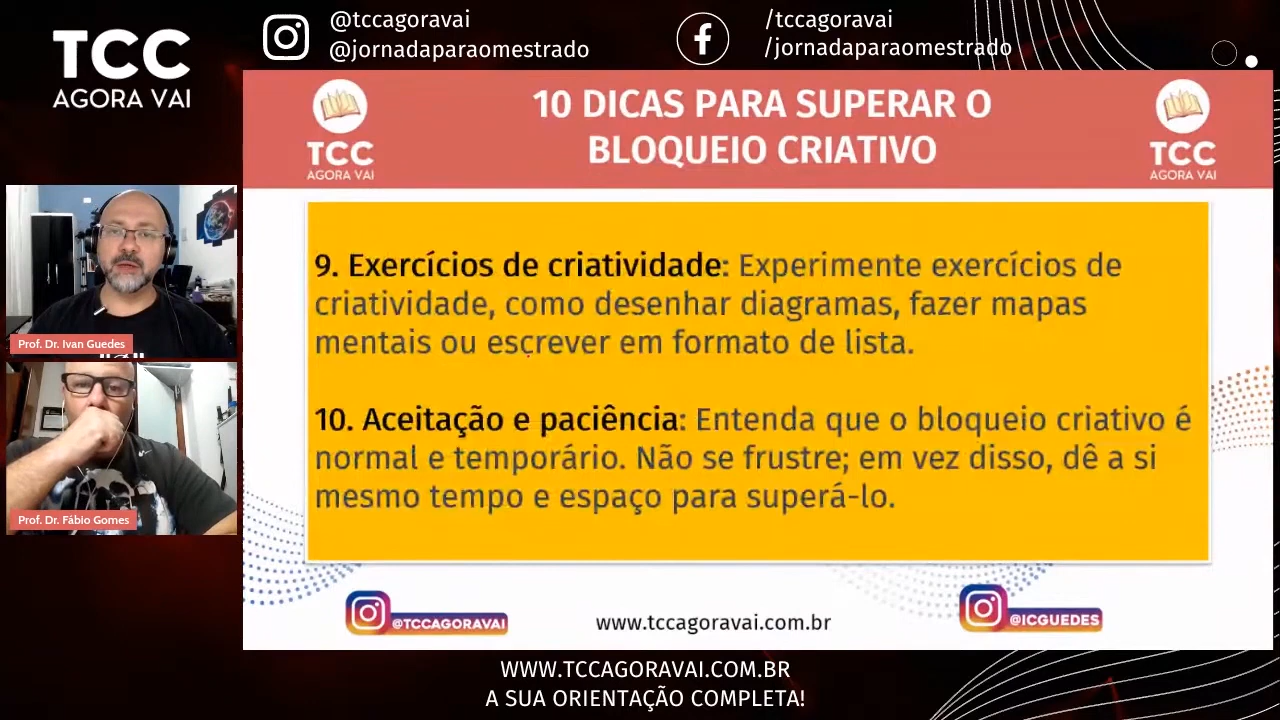 TCC
AGORA VAI
@tccagoravai
@jornadaparaomestrado
/tccagoravai
/jornadaparaomestrado
TCC
AGORA VAI
10 DICAS PARA SUPERAR O
BLOQUEIO CRIATIVO
TCC
AGORA VAI
Prof. Dr. Ivan Guedes
Prof. Dr. Fábio Gomes
9. Exercícios de criatividade: Experimente exercícios de
criatividade, como desenhar diagramas, fazer mapas
mentais ou escrever em formato de lista.
10. Aceitação e paciência: Entenda que o bloqueio criativo é
normal e temporário. Não se frustre; em vez disso, dê a si
mesmo tempo e espaço para superá-lo.
@TCCAGORAVAI
www.tccagoravai.com.br
@ICGUEDES
WWW.TCCAGORAVAI.COM.BR
A SUA ORIENTAÇÃO COMPLETA!